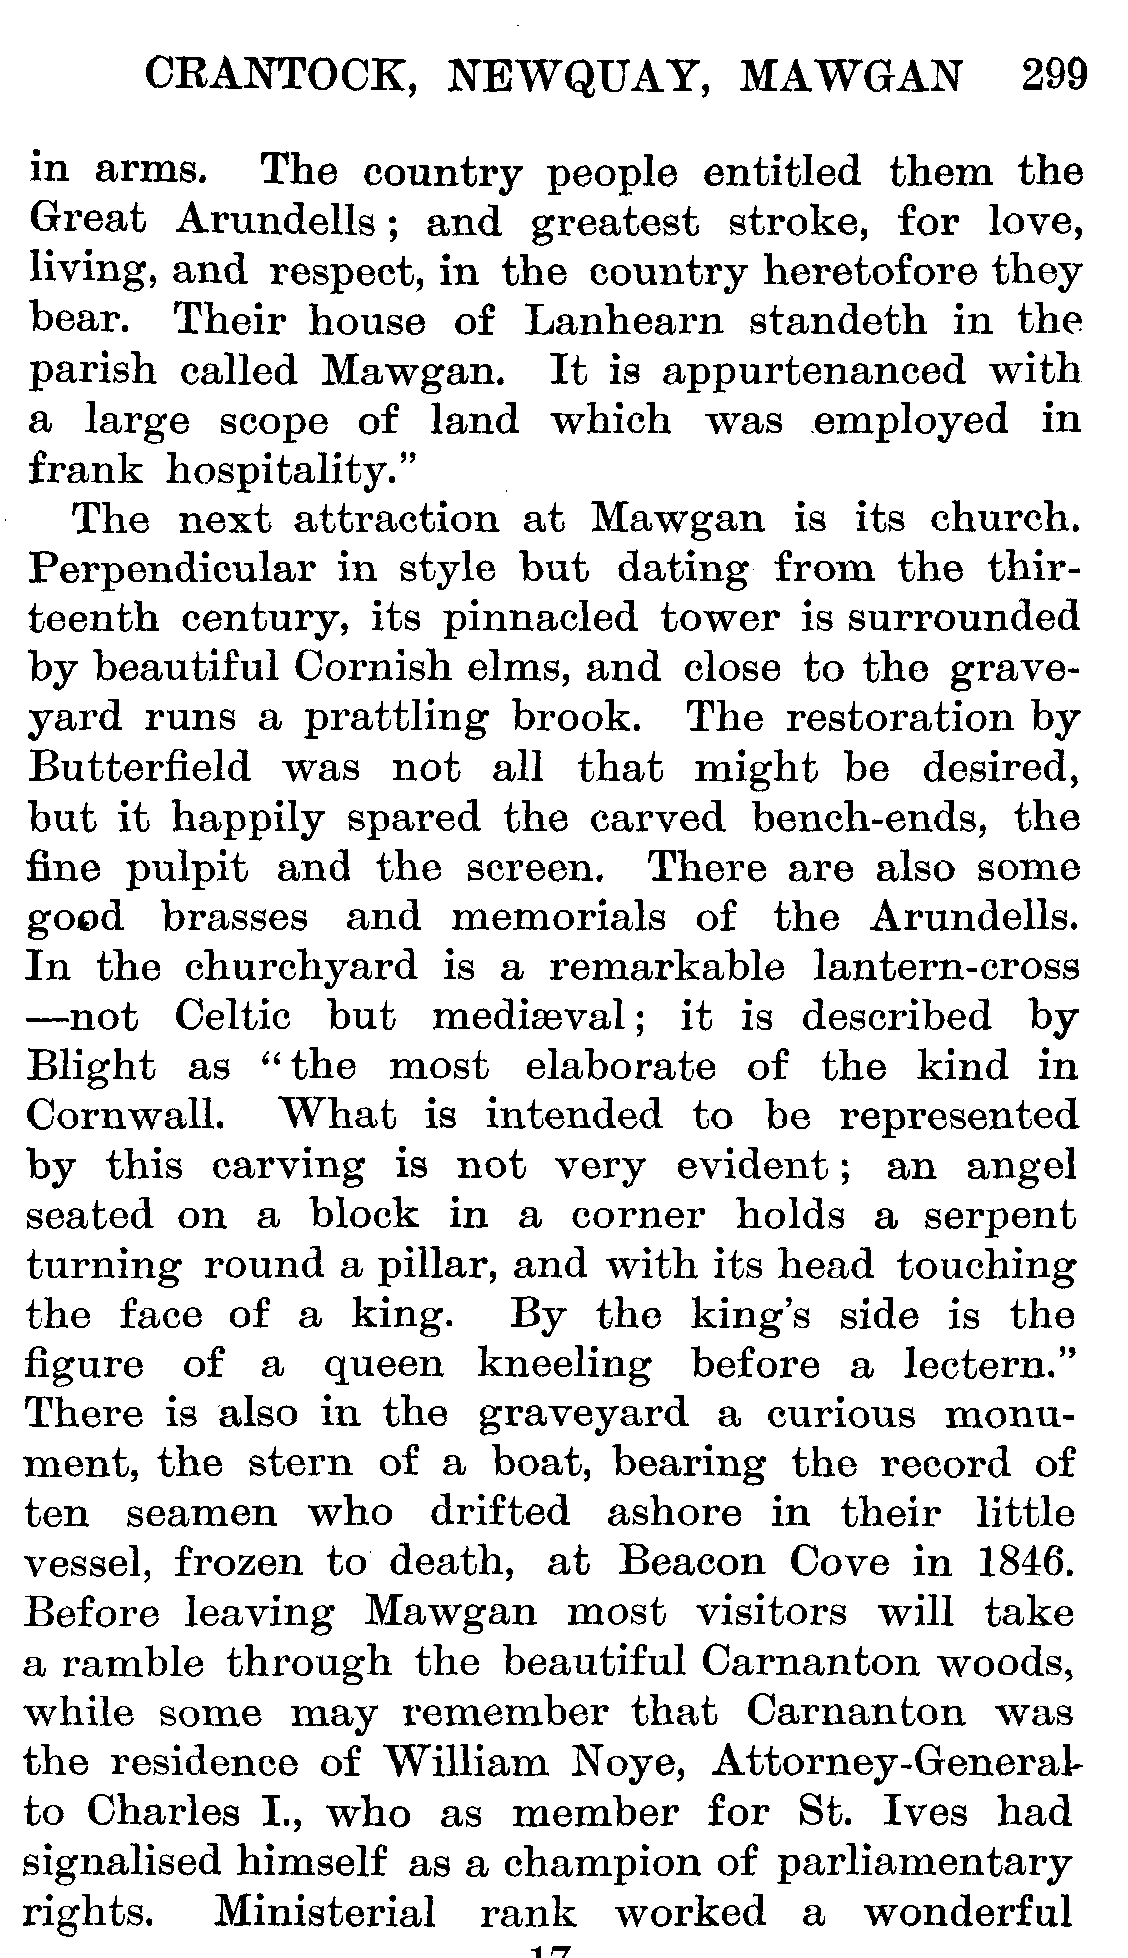 CRANTOCK, NEWQUAY, MAWGAN 299
in arms. The country people entitled them the
Great Arundells ; and greatest stroke, for love,
living, and respect, in the country heretofore they
bear. Their house of Lanhearn standeth in the
parish called Mawgan. It is appurtenanced with
a large scope of land which was employed in
frank hospitality."
The next attraction at Mawgan is its church.
Perpendicular in style but dating from the thir-
teenth century, its pinnacled tower is surrounded
by beautiful Cornish elms, and close to the grave-
yard runs a prattling brook. The restoration by
Butterfield was not all that might be desired,
but it happily spared the carved bench-ends, the
fine pulpit and the screen. There are also some
good brasses and memorials of the Arundells.
In the churchyard is a remarkable lantern-cross
—not Celtic but mediæval ; it is described by
Blight as "the most elaborate of the kind in
Cornwall. What is intended to be represented
by this carving is not very evident ; an angel
seated on a block in a corner holds a serpent
turning round a pillar, and with its head touching
the face of a king. By the king's side is the
figure of a queen kneeling before a lectern."
There is also in the graveyard a curious monu-
ment, the stern of a boat, bearing the record of
ten seamen who drifted ashore in their little
vessel, frozen to death, at Beacon Cove in 1846.
Before leaving Mawgan most visitors will take
a ramble through the beautiful Carnanton woods,
while some may remember that Carnanton was
the residence of William Noye, Attorney-General
to Charles I., who as member for St. Ives had
signalised himself as a champion of parliamentary
rights. Ministerial rank worked a wonderful
17